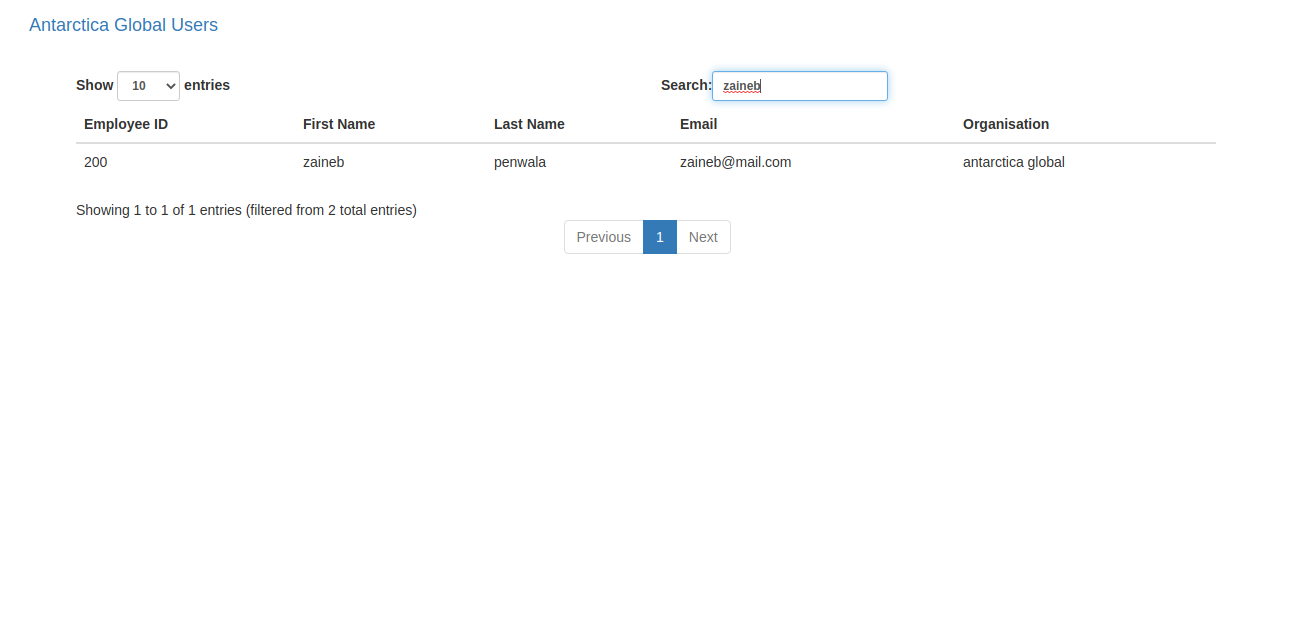 Antarctica Global Users
Show 10 entries Search: zaineb
Employee ID First Name Last Name Email Organisation
200 zaineb penwala zaineb@mail.com antarctica global
Showing 1 to 1 of 1 entries (filtered from 2 total entries)
Previous 1 Next